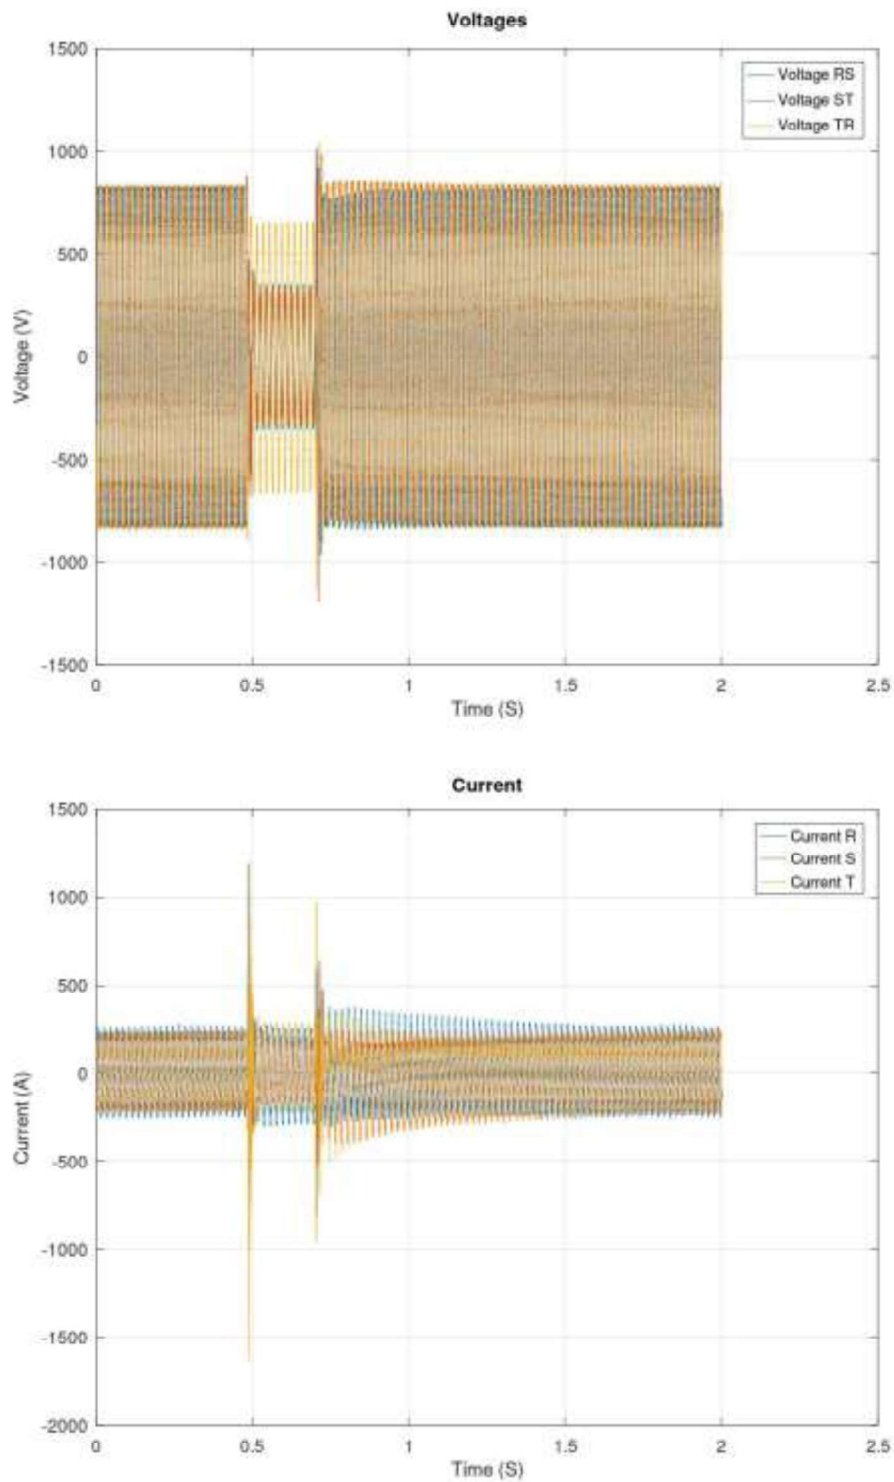 Voltages
1500
Voltage RS
Voltage ST
Voltage TR
1000
500
0
-500
-1000
-1500
0 0.5 1 1.5 2 2.5
Voltage (V)
Time (S)
Current
1500
Current R
Current S
Current T
1000
500
0
-500
-1000
-1500
-2000
0 0.5 1 1.5 2 2.5
Current (A)
Time (S)